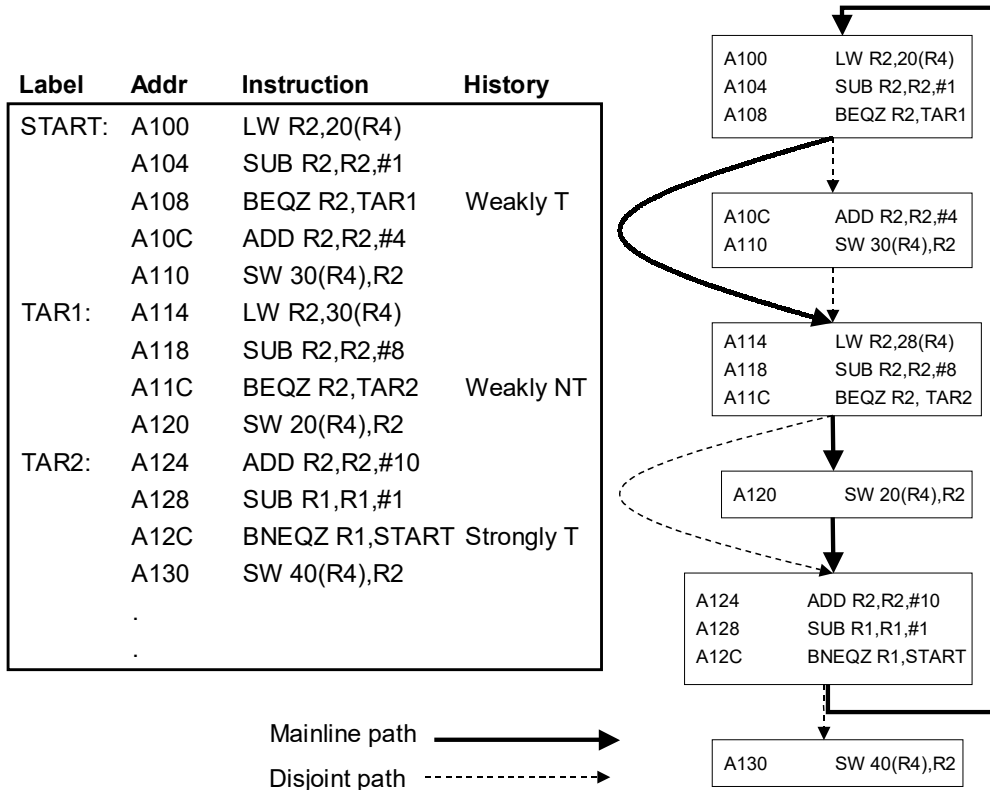 Label Addr Instruction History
START: A100 LW R2,20(R4)
A104 SUB R2,R2,#1
A108 BEQZ R2,TAR1 Weakly T
A10C ADD R2,R2,#4
A110 SW 30(R4),R2
TAR1: A114 LW R2,30(R4)
A118 SUB R2,R2,#8
A11C BEQZ R2,TAR2 Weakly NT
A120 SW 20(R4),R2
TAR2: A124 ADD R2,R2,#10
A128 SUB R1,R1,#1
A12C BNEQZ R1,START Strongly T
A130 SW 40(R4),R2
.
.
Mainline path
Disjoint path
A100 LW R2,20(R4)
A104 SUB R2,R2,#1
A108 BEQZ R2,TAR1
A10C ADD R2,R2,#4
A110 SW 30(R4),R2
A114 LW R2,28(R4)
A118 SUB R2,R2,#8
A11C BEQZ R2, TAR2
A120 SW 20(R4),R2
A124 ADD R2,R2,#10
A128 SUB R1,R1,#1
A12C BNEQZ R1,START
A130 SW 40(R4),R2